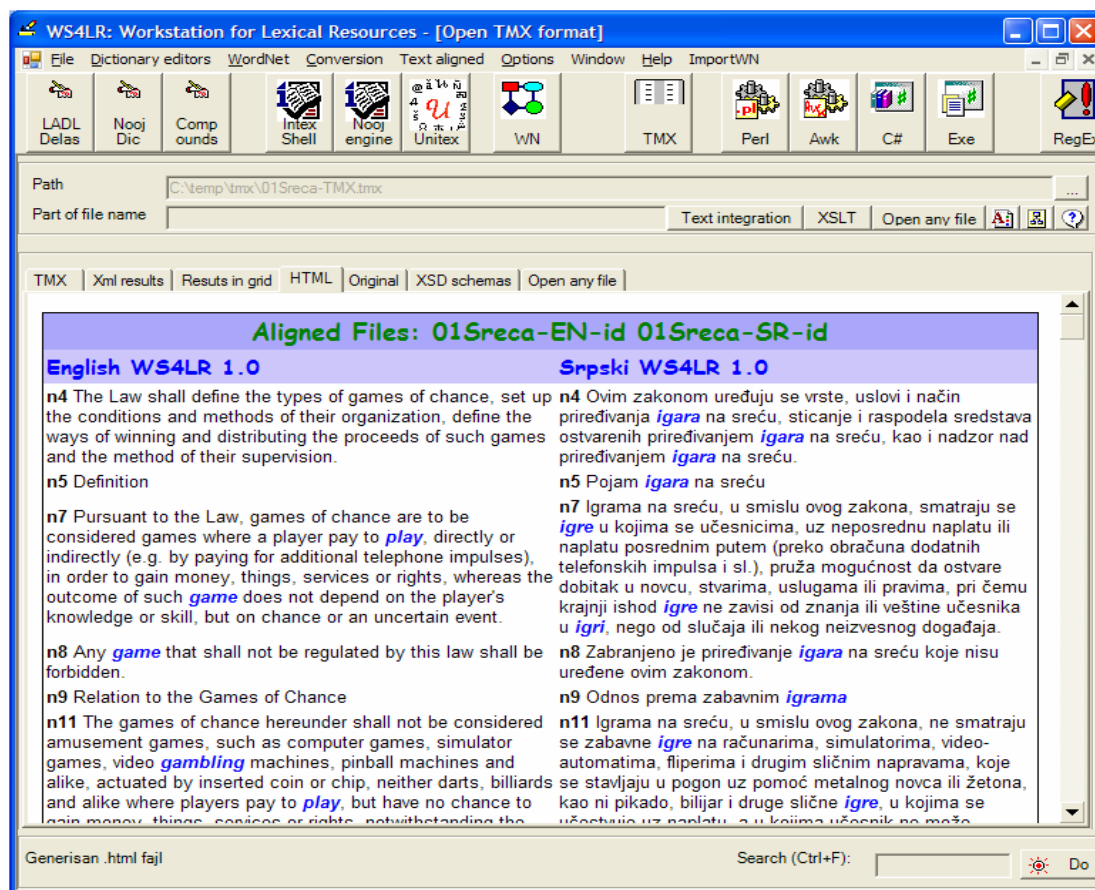 WS4LR: Workstation for Lexical Resources - [Open TMX format]
File Dictionary editors WordNet Conversion Text aligned Options Window Help ImportWN
LADL Delas
Nooj Dic
Comp ounds
Intex Shell
Nooj engine
Unitex
WN
TMX
Perl
Awk
C#
Exe
RegEx
Path C:\temp\tmx\01Sreca-TMX.tmx ...
Part of file name Text integration XSLT Open any file
TMX Xml results Resuts in grid HTML Original XSD schemas Open any file
Aligned Files: 01Sreca-EN-id 01Sreca-SR-id
English WS4LR 1.0
n4 The Law shall define the types of games of chance, set up
the conditions and methods of their organization, define the
ways of winning and distributing the proceeds of such games
and the method of their supervision.
n5 Definition
n7 Pursuant to the Law, games of chance are to be
considered games where a player pay to play, directly or
indirectly (e.g. by paying for additional telephone impulses),
in order to gain money, things, services or rights, whereas the
outcome of such game does not depend on the player's
knowledge or skill, but on chance or an uncertain event.
n8 Any game that shall not be regulated by this law shall be
forbidden.
n9 Relation to the Games of Chance
n11 The games of chance hereunder shall not be considered
amusement games, such as computer games, simulator
games, video gambling machines, pinball machines and
alike, actuated by inserted coin or chip, neither darts, billiards
and alike where players pay to play, but have no chance to
gain money, things, services or rights, notwithstanding the
Srpski WS4LR 1.0
n4 Ovim zakonom uređuju se vrste, uslovi i način
priređivanja igara na sreću, sticanje i raspodela sredstava
ostvarenih priređivanjem igara na sreću, kao i nadzor nad
priređivanjem igara na sreću.
n5 Pojam igara na sreću
n7 Igrama na sreću, u smislu ovog zakona, smatraju se
igre u kojima se učesnicima, uz neposrednu naplatu ili
naplatu posrednim putem (preko obračuna dodatnih
telefonskih impulsa i sl.), pruža mogućnost da ostvare
dobitak u novcu, stvarima, uslugama ili pravima, pri čemu
krajnji ishod igre ne zavisi od znanja ili veštine učesnika
u igri, nego od slučaja ili nekog neizvesnog događaja.
n8 Zabranjeno je priređivanje igara na sreću koje nisu
uređene ovim zakonom.
n9 Odnos prema zabavnim igrama
n11 Igrama na sreću, u smislu ovog zakona, ne smatraju
se zabavne igre na računarima, simulatorima, video-
automatima, fliperima i drugim sličnim napravama, koje
se stavljaju u pogon uz pomoć metalnog novca ili žetona,
kao ni pikado, bilijar i druge slične igre, u kojima se
učestvuje uz naplatu, a u kojima učesnik ne može
Generisan .html fajl
Search (Ctrl+F):
Do